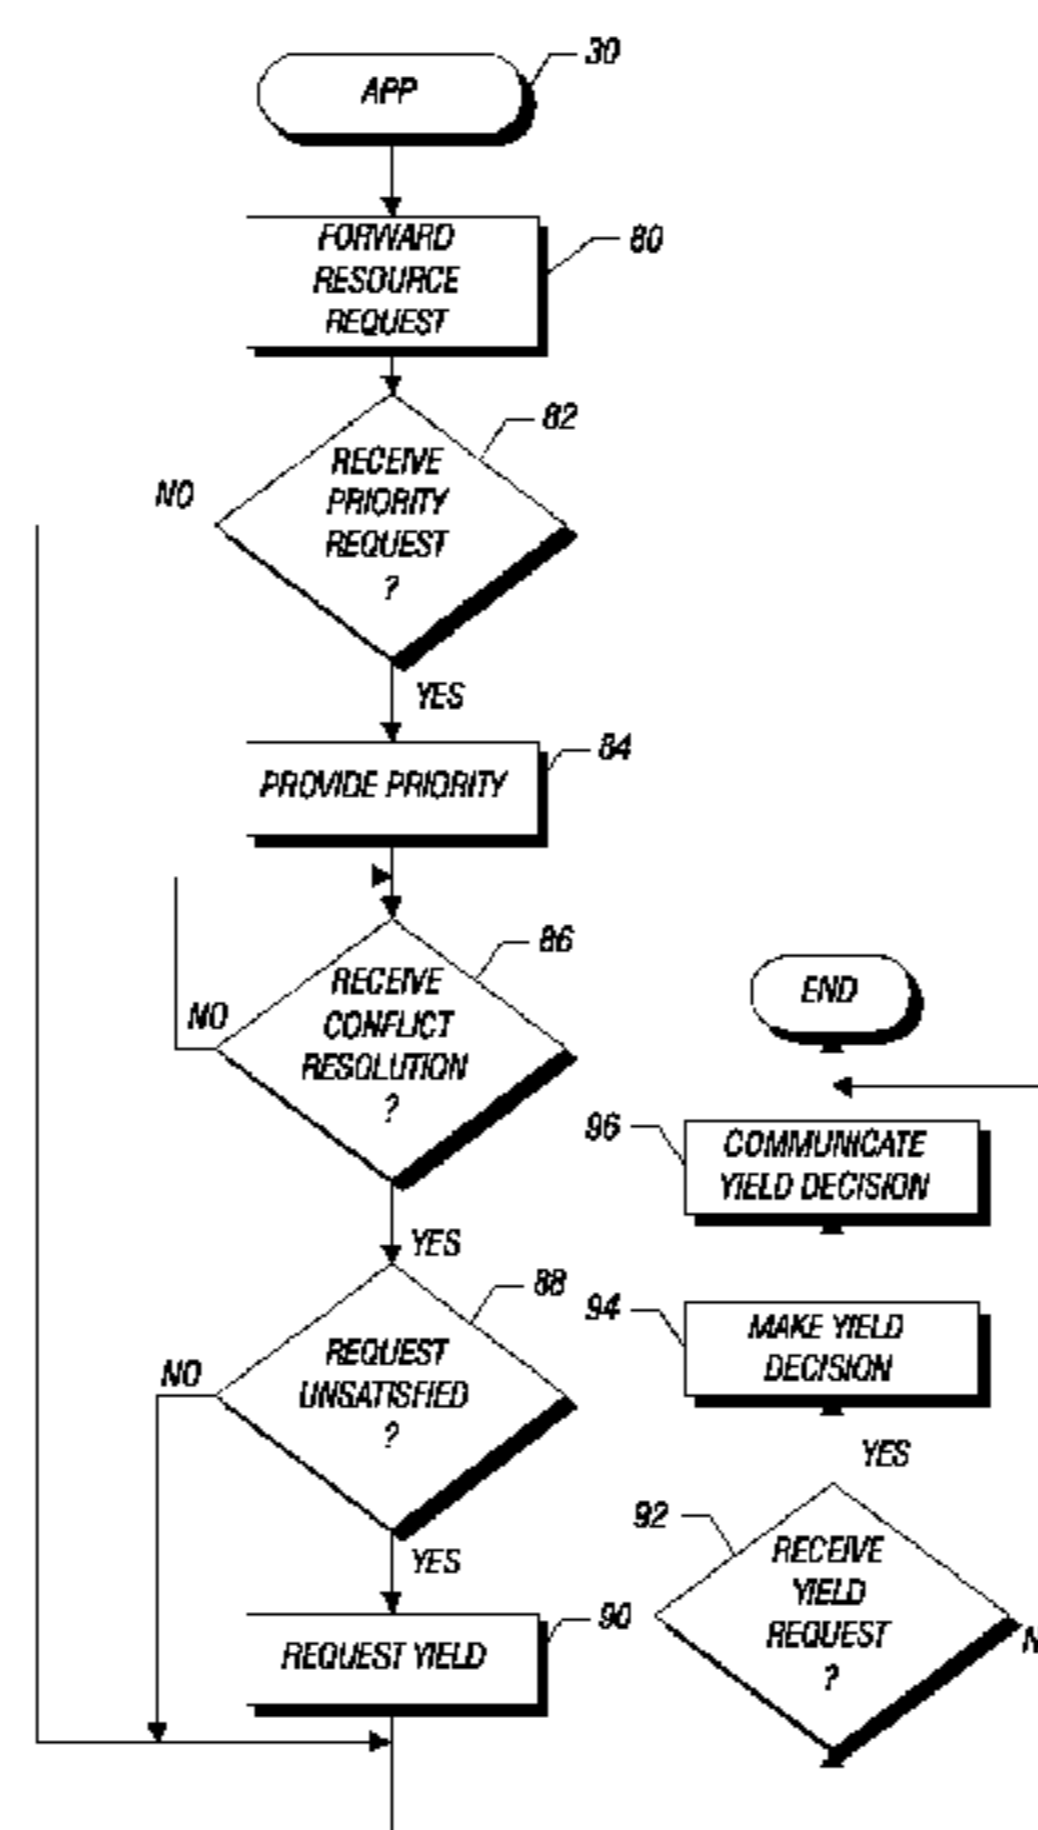 APP
30
FORWARD
RESOURCE
REQUEST
80
RECEIVE
PRIORITY
REQUEST
?
82
NO
YES
PROVIDE PRIORITY
84
RECEIVE
CONFLICT
RESOLUTION
?
86
NO
YES
REQUEST
UNSATISFIED
?
88
NO
YES
REQUEST YIELD
90
END
COMMUNICATE
YIELD DECISION
96
MAKE YIELD
DECISION
94
YES
RECEIVE
YIELD
REQUEST
?
92